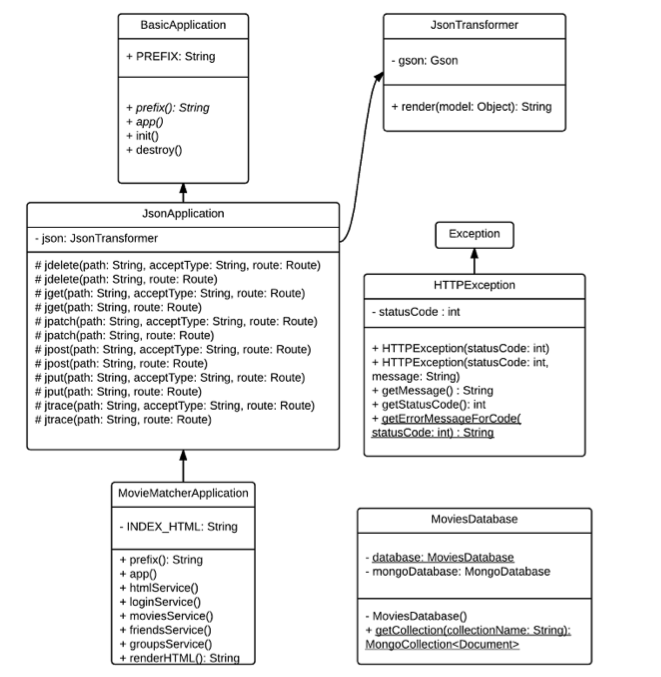 BasicApplication
+ PREFIX: String
+ prefix(): String
+ app()
+ init()
+ destroy()
JsonTransformer
- gson: Gson
+ render(model: Object): String
JsonApplication
- json: JsonTransformer
# jdelete(path: String, acceptType: String, route: Route)
# jdelete(path: String, route: Route)
# jget(path: String, acceptType: String, route: Route)
# jget(path: String, route: Route)
# jpatch(path: String, acceptType: String, route: Route)
# jpatch(path: String, route: Route)
# jpost(path: String, acceptType: String, route: Route)
# jpost(path: String, route: Route)
# jput(path: String, acceptType: String, route: Route)
# jput(path: String, route: Route)
# jtrace(path: String, acceptType: String, route: Route)
# jtrace(path: String, route: Route)
Exception
HTTPException
- statusCode : int
+ HTTPException(statusCode: int)
+ HTTPException(statusCode: int,
message: String)
+ getMessage() : String
+ getStatusCode(): int
+ getErrorMessageForCode(
statusCode: int) : String
MovieMatcherApplication
- INDEX_HTML: String
+ prefix(): String
+ app()
+ htmlService()
+ loginService()
+ moviesService()
+ friendsService()
+ groupsService()
+ renderHTML(): String
MoviesDatabase
- database: MoviesDatabase
- mongoDatabase: MongoDatabase
- MoviesDatabase()
+ getCollection(collectionName: String):
MongoCollection<Document>